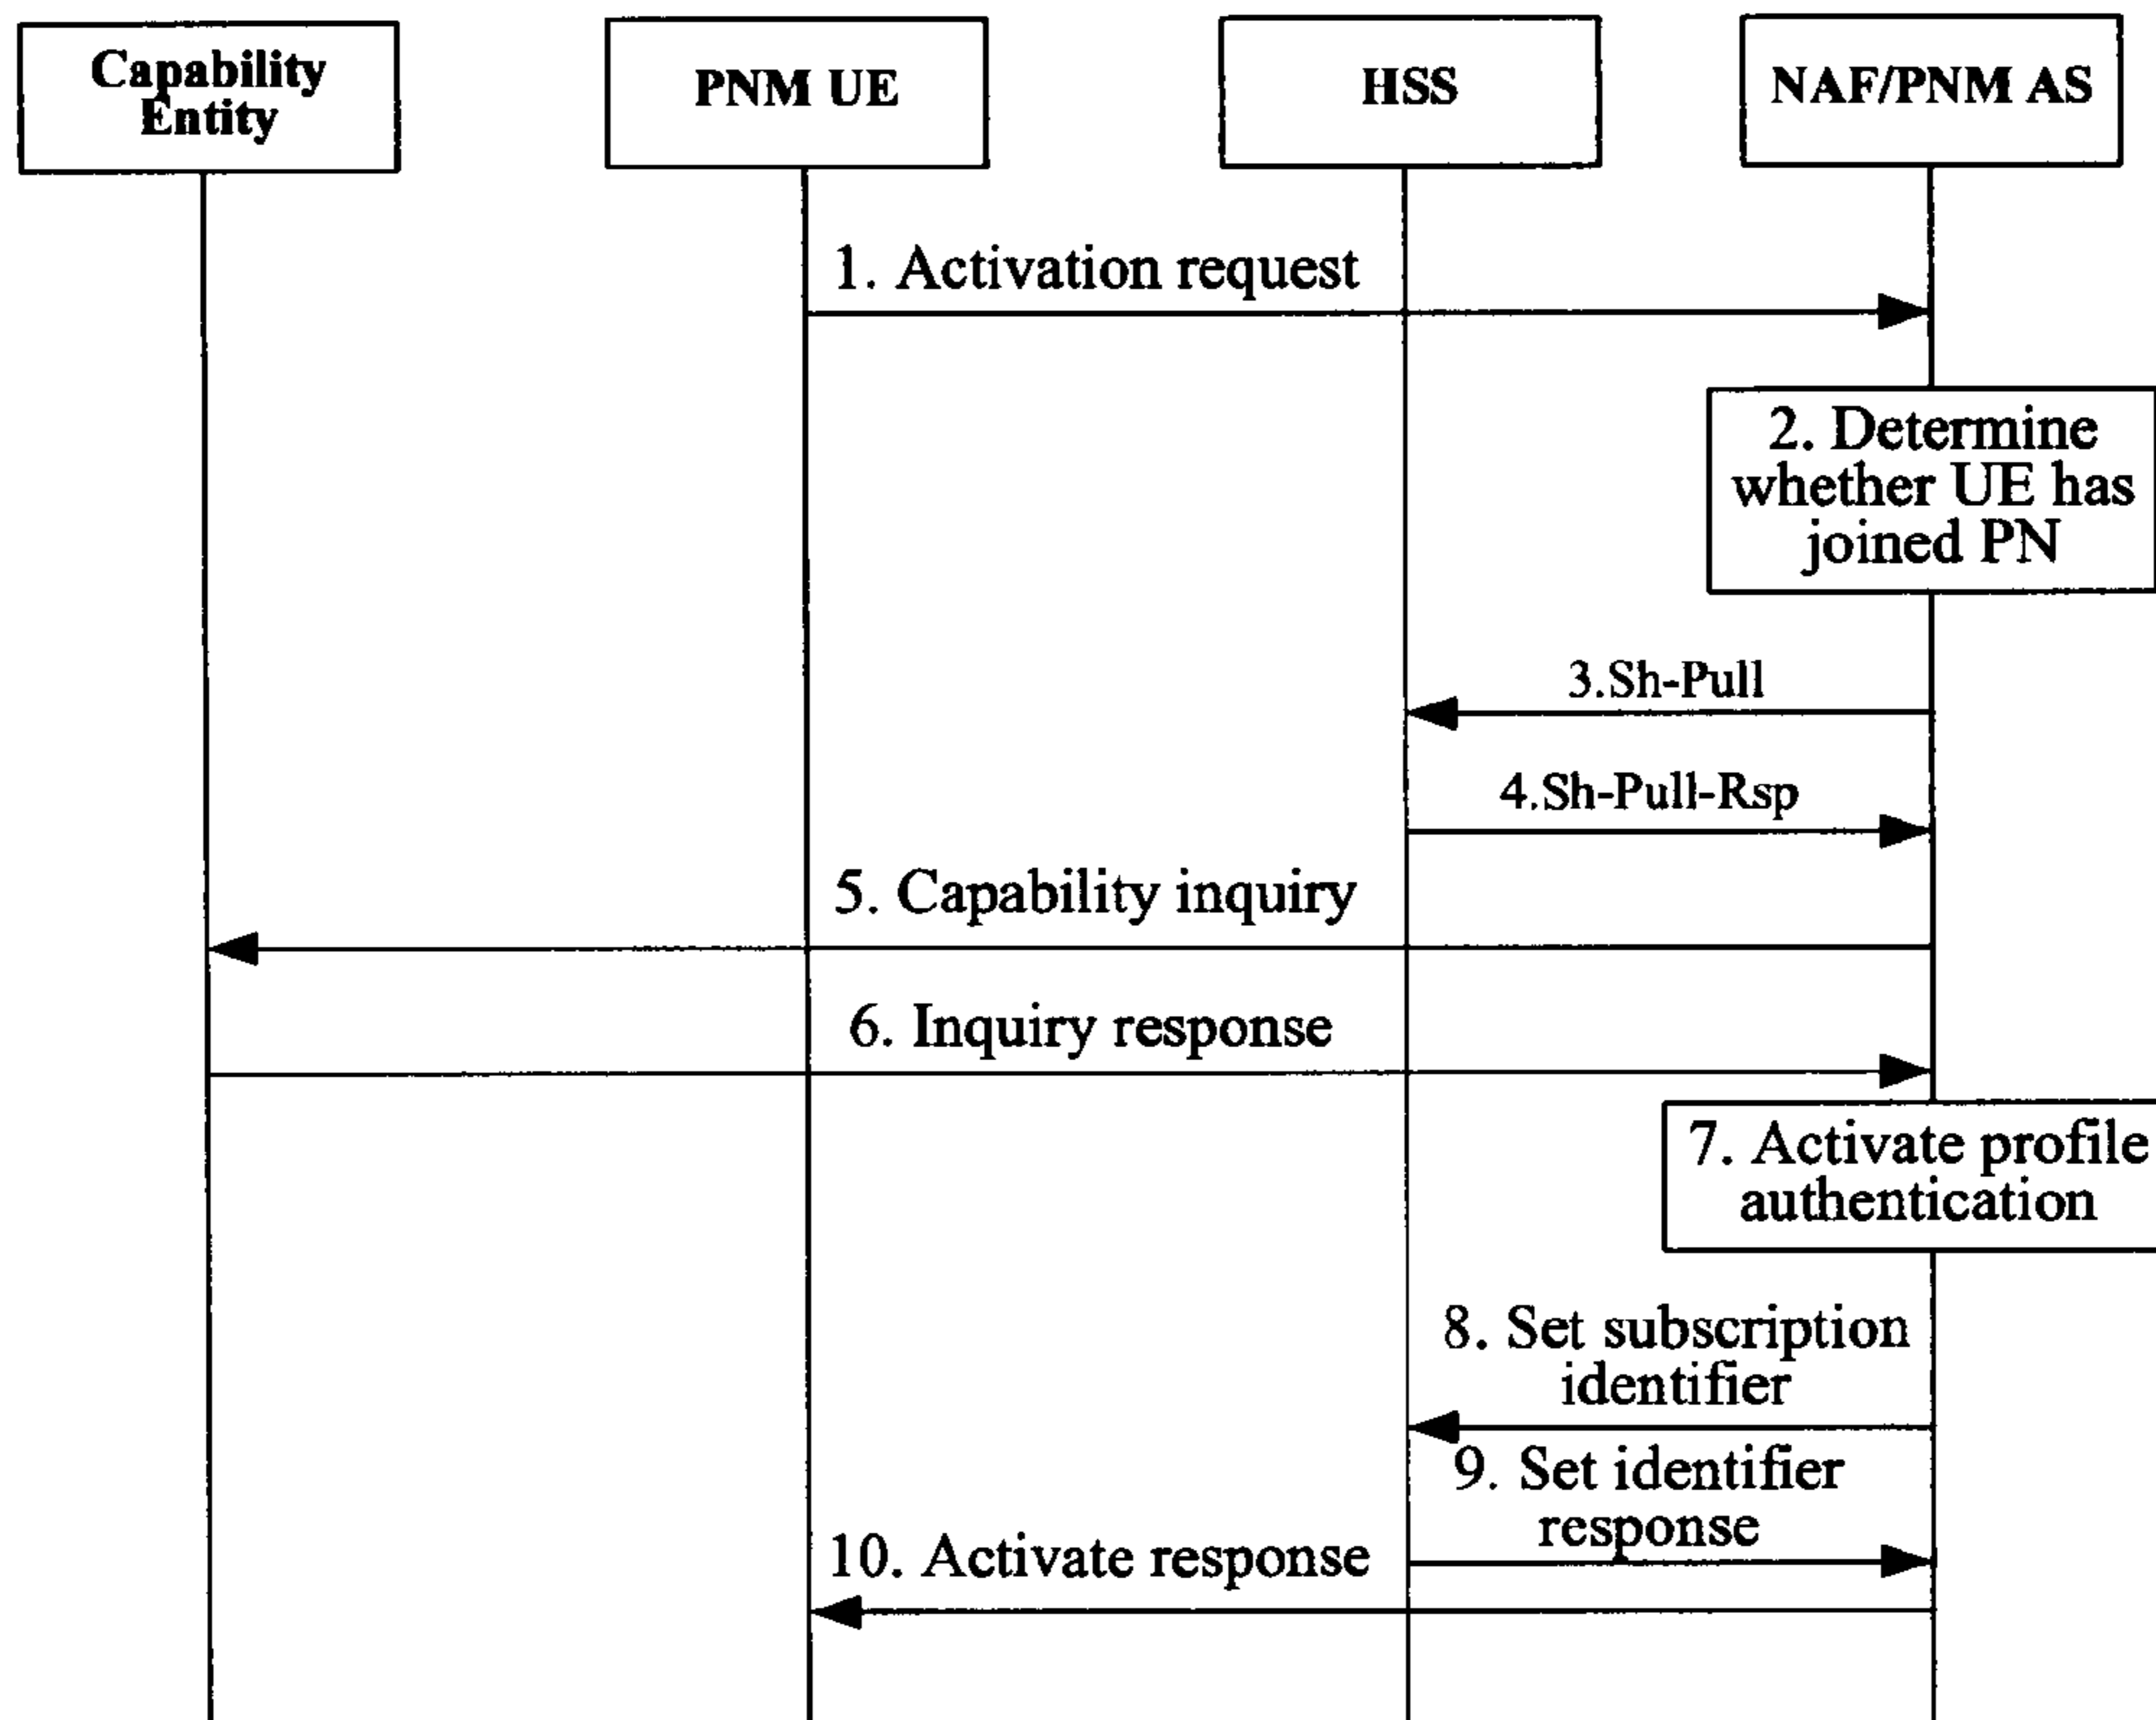 Capability
Entity
PNM UE
HSS
NAF/PNM AS
1. Activation request
2. Determine
whether UE has
joined PN
3.Sh-Pull
4.Sh-Pull-Rsp
5. Capability inquiry
6. Inquiry response
7. Activate profile
authentication
8. Set subscription
identifier
9. Set identifier
response
10. Activate response